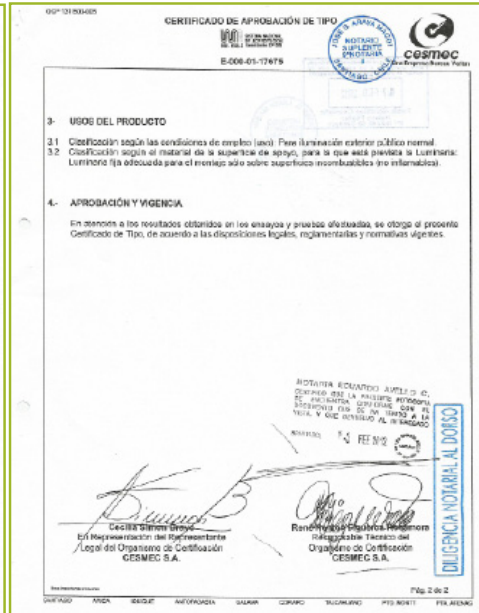 CERTIFICADO DE APROBACIÓN DE TIPO
E-000-01-17675
NOTARIO
SUPLENTE
cesmec
3- USOS DEL PRODUCTO
3.1 Clasificación según las condiciones de empleo (uso): Para iluminación exterior público normal.
3.2 Clasificación según el material de la superficie de apoyo, para la que está prevista la Luminaria:
Luminaria fija adecuada para el montaje sólo sobre superficies incombustibles (no inflamables).
4.- APROBACIÓN Y VIGENCIA
En atención a los resultados obtenidos en los ensayos y pruebas efectuadas, se otorga el presente
Certificado de Tipo, de acuerdo a las disposiciones legales, reglamentarias y normativas vigentes.
NOTARIA EDUARDO AVELLO C.
FEB 2012
DILIGENCIA NOTARIAL AL DORSO
Cecilia
En Representación del Representante
Legal del Organismo de Certificación
CESMEC S.A.
Responsable Técnico del
Organismo de Certificación
CESMEC S.A.
Pág. 2 de 2
SANTIAGO ARICA IQUIQUE ANTOFAGASTA CALAMA COPIAPO TALCAHUANO PTO. MONTT PTA. ARENAS